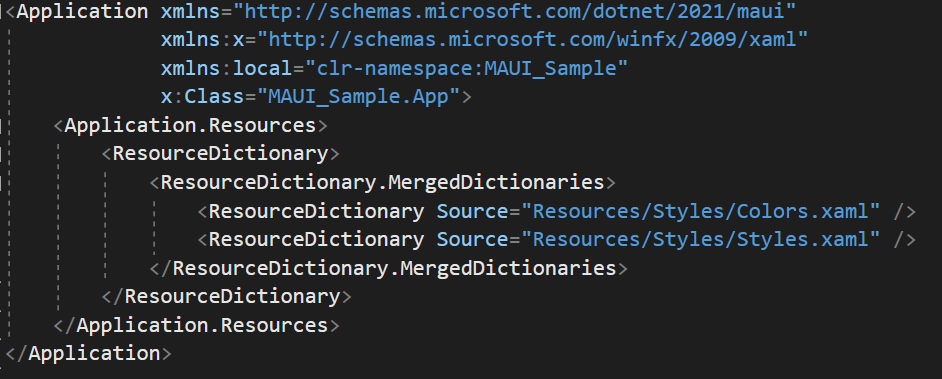 <Application xmlns="http://schemas.microsoft.com/dotnet/2021/maui"
             xmlns:x="http://schemas.microsoft.com/winfx/2009/xaml"
             xmlns:local="clr-namespace:MAUI_Sample"
             x:Class="MAUI_Sample.App">
    <Application.Resources>
        <ResourceDictionary>
            <ResourceDictionary.MergedDictionaries>
                <ResourceDictionary Source="Resources/Styles/Colors.xaml" />
                <ResourceDictionary Source="Resources/Styles/Styles.xaml" />
            </ResourceDictionary.MergedDictionaries>
        </ResourceDictionary>
    </Application.Resources>
</Application>